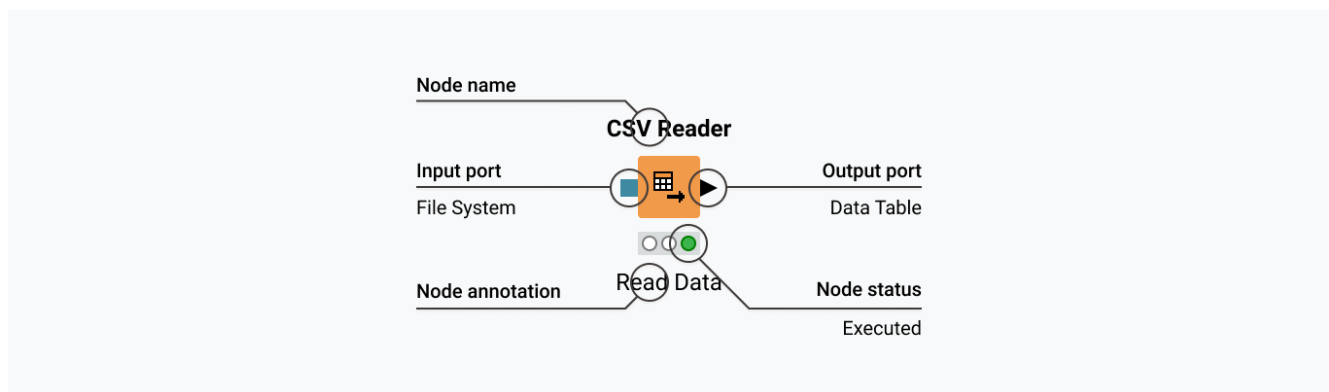 Node name
CSV Reader
Input port
Output port
File System
Data Table
Node annotation
Read Data
Node status
Executed